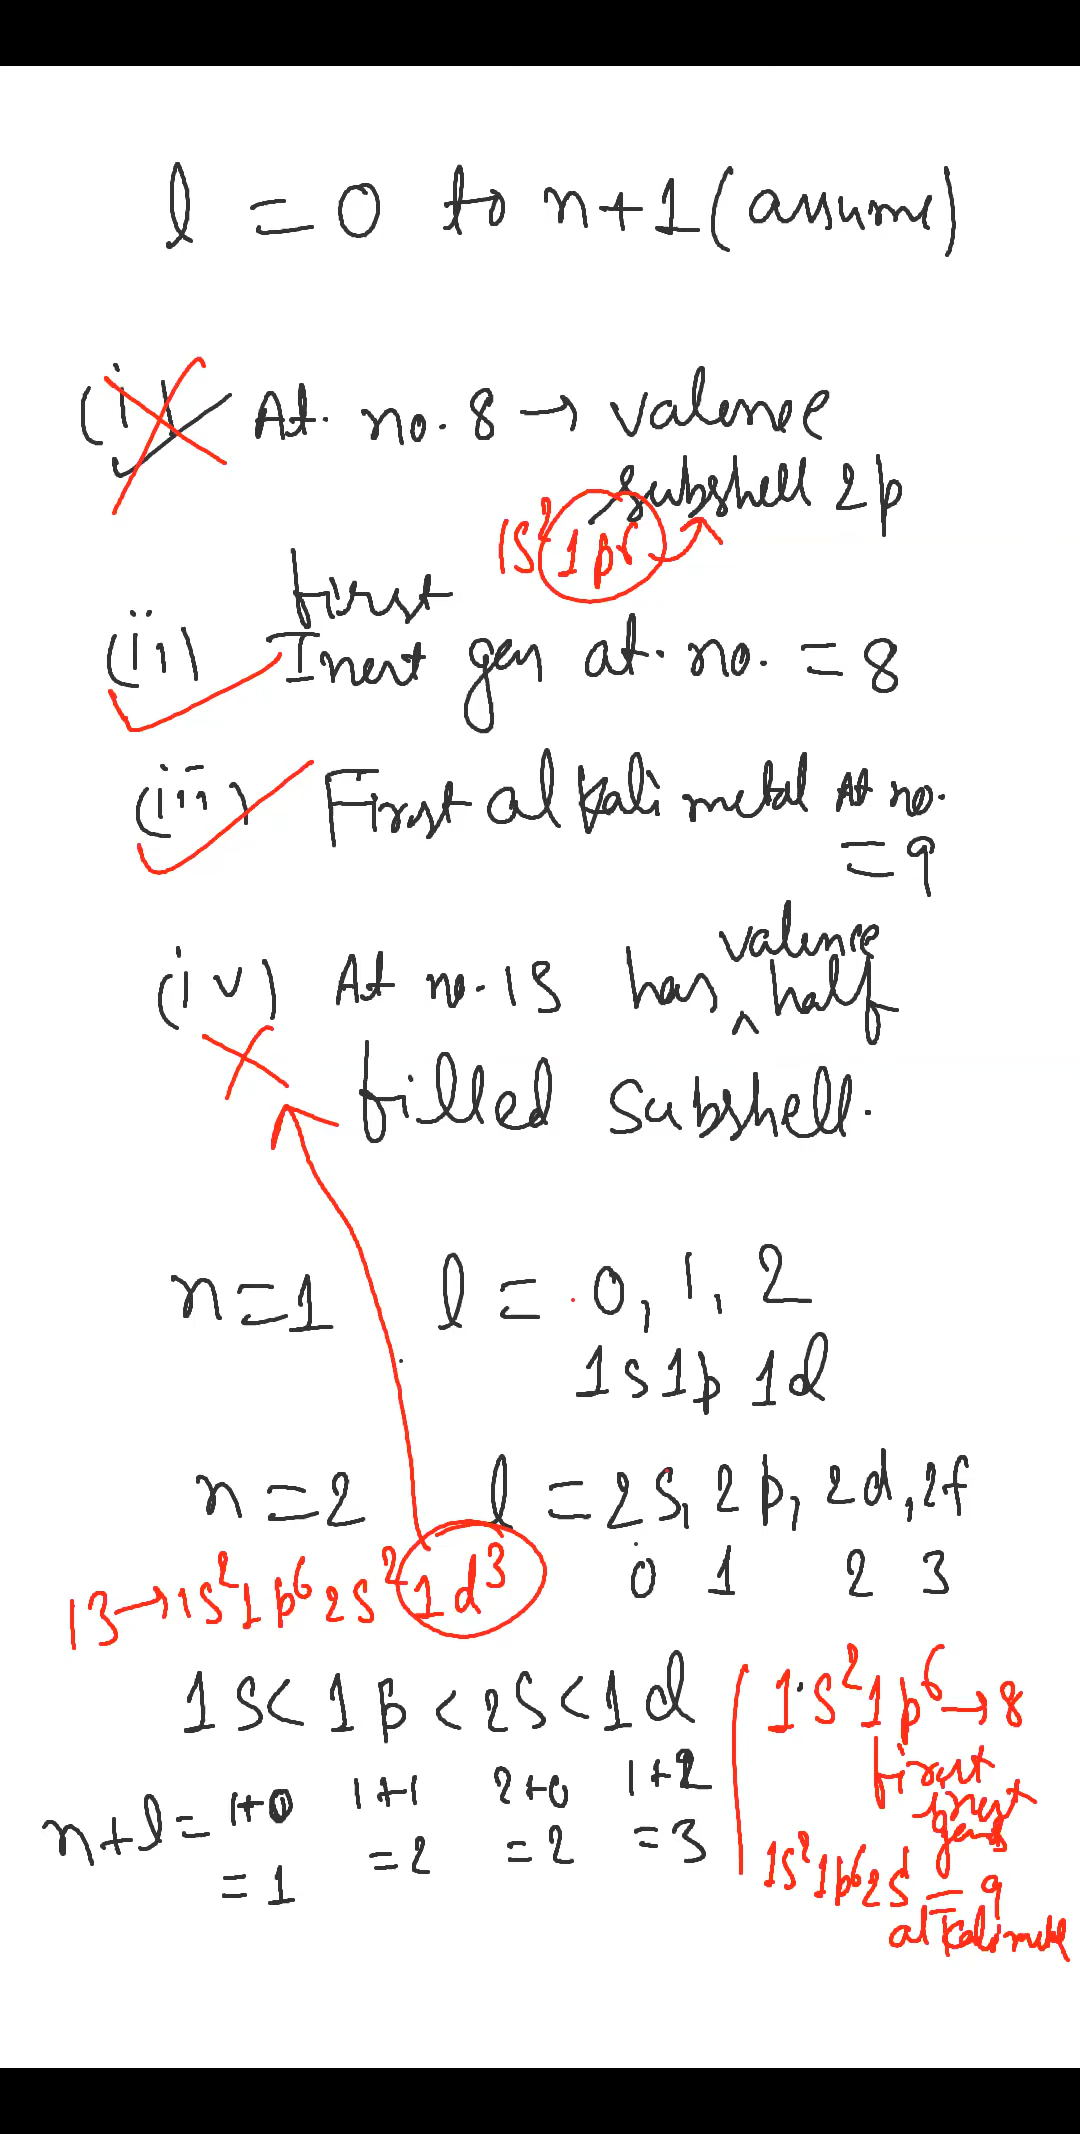 l = 0 to n+1 (assume)
(i) At. no. 8 → valence
subshell 2p
1s² 1p⁶
first
(ii) Inert gas at. no. = 8
(iii) First alkali metal At no.
= 9
valence
(iv) At no. 13 has ^ half
filled subshell.
n=1 l = 0, 1, 2
1s 1p 1d
n=2 l = 2s, 2p, 2d, 2f
0 1 2 3
13 → 1s² 1p⁶ 2s² 1d³
1s < 1p < 2s < 1d
n+l = 1+0 1+1 2+0 1+2
= 1 = 2 = 2 = 3
1s² 1p⁶ → 8
first
inert
gas
1s² 1p⁶ 2s¹ = 9
alkali metal